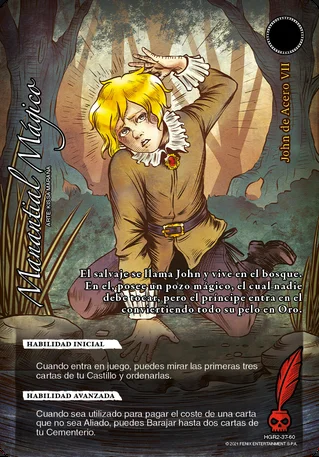 Manantial Mágico
ARTE: XISSA MARIANA
John de Acero VII
El salvaje se llama John y vive en el bosque.
En el, posee un pozo mágico, el cual nadie
debe tocar, pero el príncipe entra en el
conviertiendo todo su pelo en Oro.
HABILIDAD INICIAL
Cuando entra en juego, puedes mirar las primeras tres
cartas de tu Castillo y ordenarlas.
HABILIDAD AVANZADA
Cuando sea utilizado para pagar el coste de una carta
que no sea Aliado, puedes Barajar hasta dos cartas de
tu Cementerio.
HGR2-37-60
© 2021 FENIX ENTERTAINMENT S.P.A.